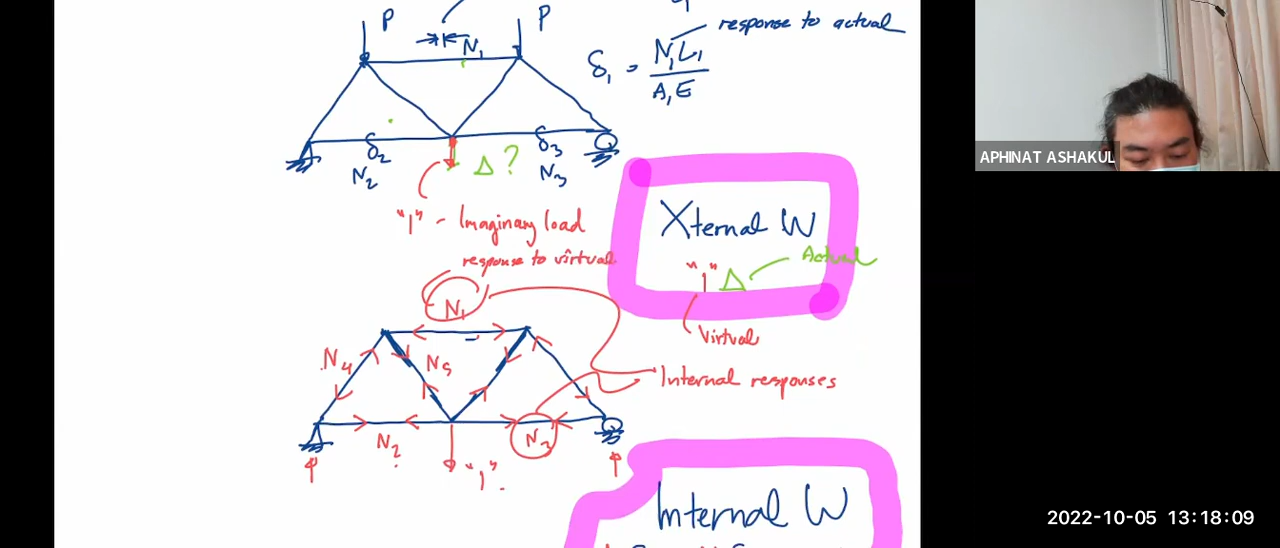 P
P
response to actual
N₁
δ₁ = N₁L₁ / A₁E
APHINAT ASHAKUL
δ₂
δ₃
N₂
Δ ?
N₃
"1" - Imaginary load
response to virtual
Xternal W
"1" Δ
Actual
Virtual
N₁
N₄
N₅
Internal responses
N₂
N₃
"1"
Internal W
2022-10-05 13:18:09